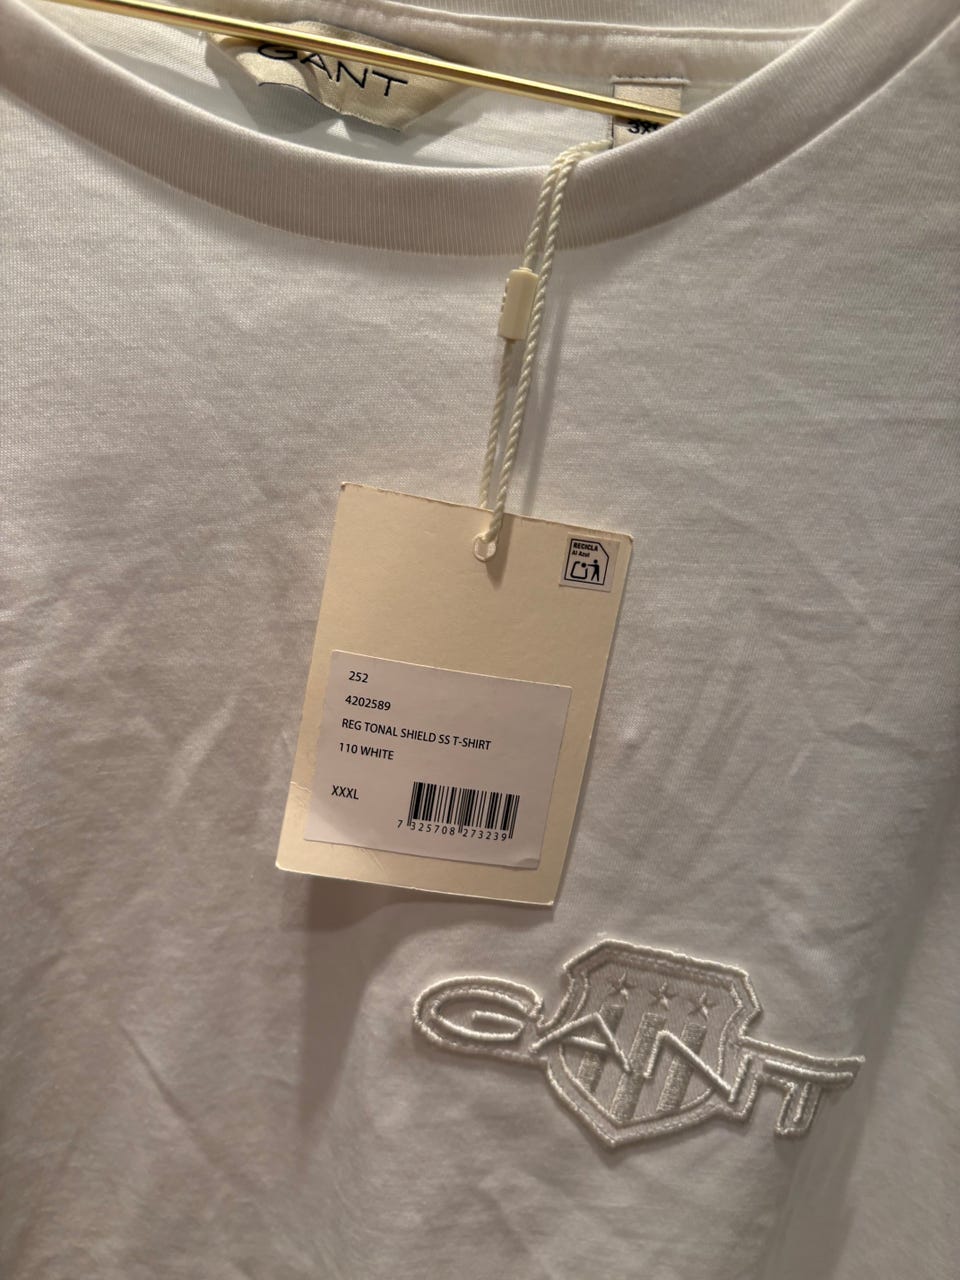 GANT
3X
RECICLA
Al Azul
252
4202589
REG TONAL SHIELD SS T-SHIRT
110 WHITE
XXXL
7 325708 273239
GANT